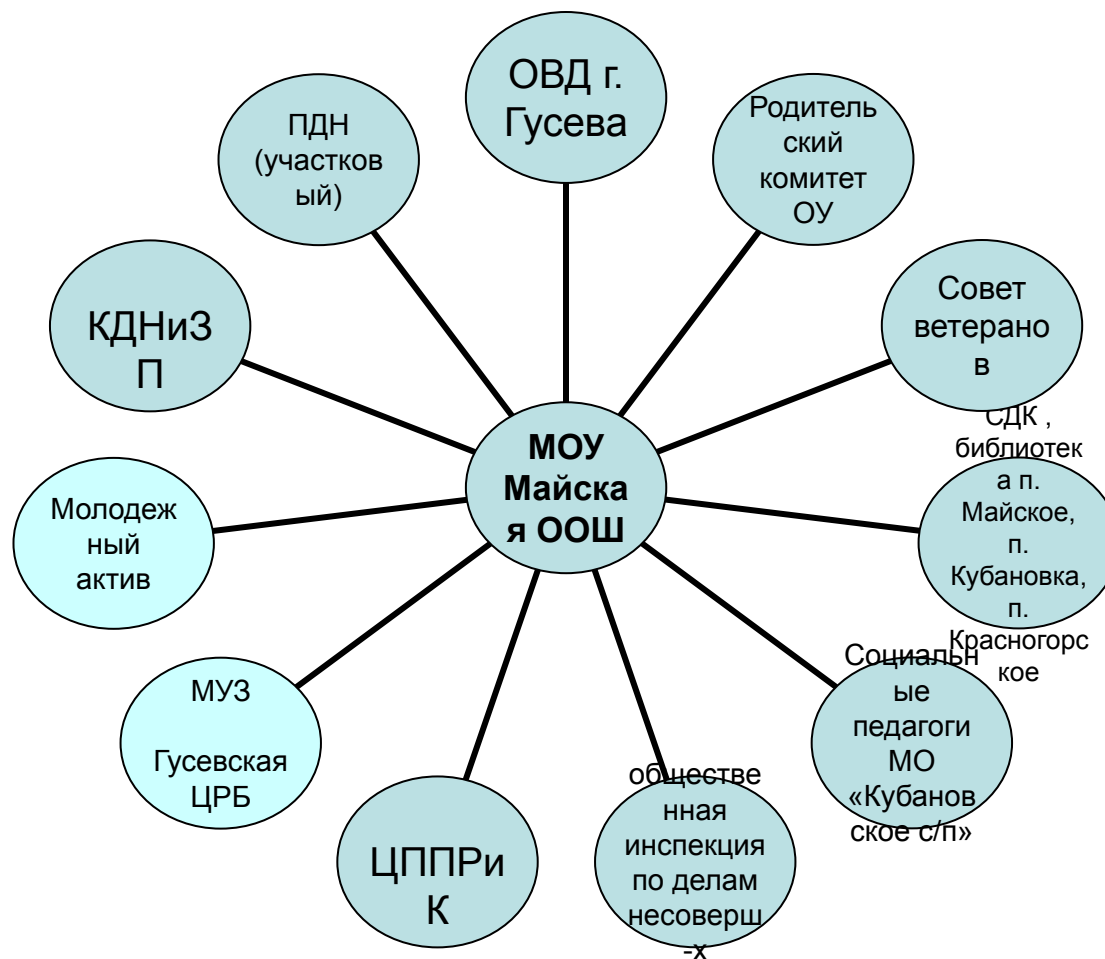 ОВД г.
Гусева
Родитель
ский
комитет
ОУ
Совет
ветерано
в
СДК ,
библиотек
а п.
Майское,
п.
Кубановка,
п.
Красногорс
кое
Социальн
ые
педагоги
МО
«Кубанов
ское с/п»
обществе
нная
инспекция
по делам
несоверш
-х
ЦППРи
К
МУЗ
Гусевская
ЦРБ
Молодеж
ный
актив
КДНиЗ
П
ПДН
(участков
ый)
МОУ
Майска
я ООШ